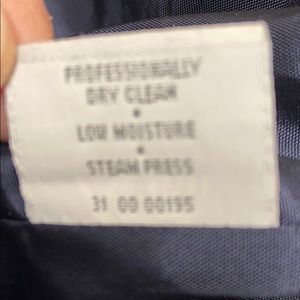 PROFESSIONALLY
DRY CLEAN
•
LOW MOISTURE
•
STEAM PRESS
31 00 00195